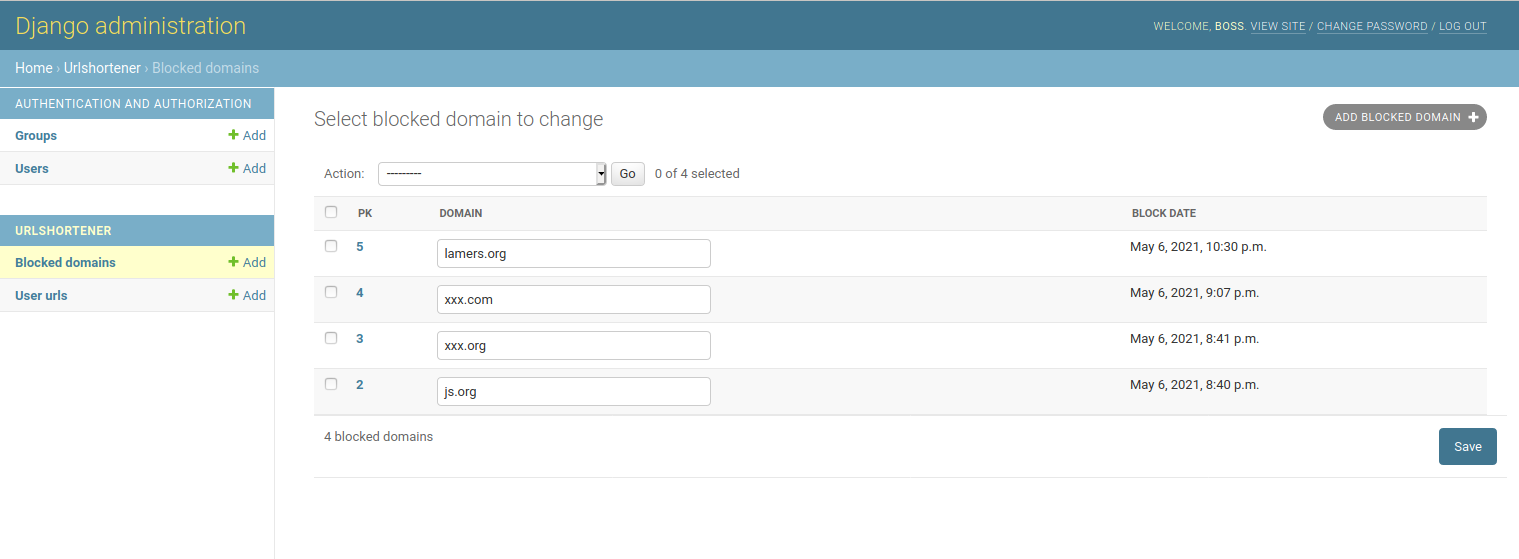 Django administration
WELCOME, BOSS. VIEW SITE / CHANGE PASSWORD / LOG OUT
Home › Urlshortener › Blocked domains
AUTHENTICATION AND AUTHORIZATION
Groups
Add
Users
Add
URLSHORTENER
Blocked domains
Add
User urls
Add
Select blocked domain to change
ADD BLOCKED DOMAIN
Action: --------- Go 0 of 4 selected
PK DOMAIN BLOCK DATE
5 lamers.org May 6, 2021, 10:30 p.m.
4 xxx.com May 6, 2021, 9:07 p.m.
3 xxx.org May 6, 2021, 8:41 p.m.
2 js.org May 6, 2021, 8:40 p.m.
4 blocked domains
Save